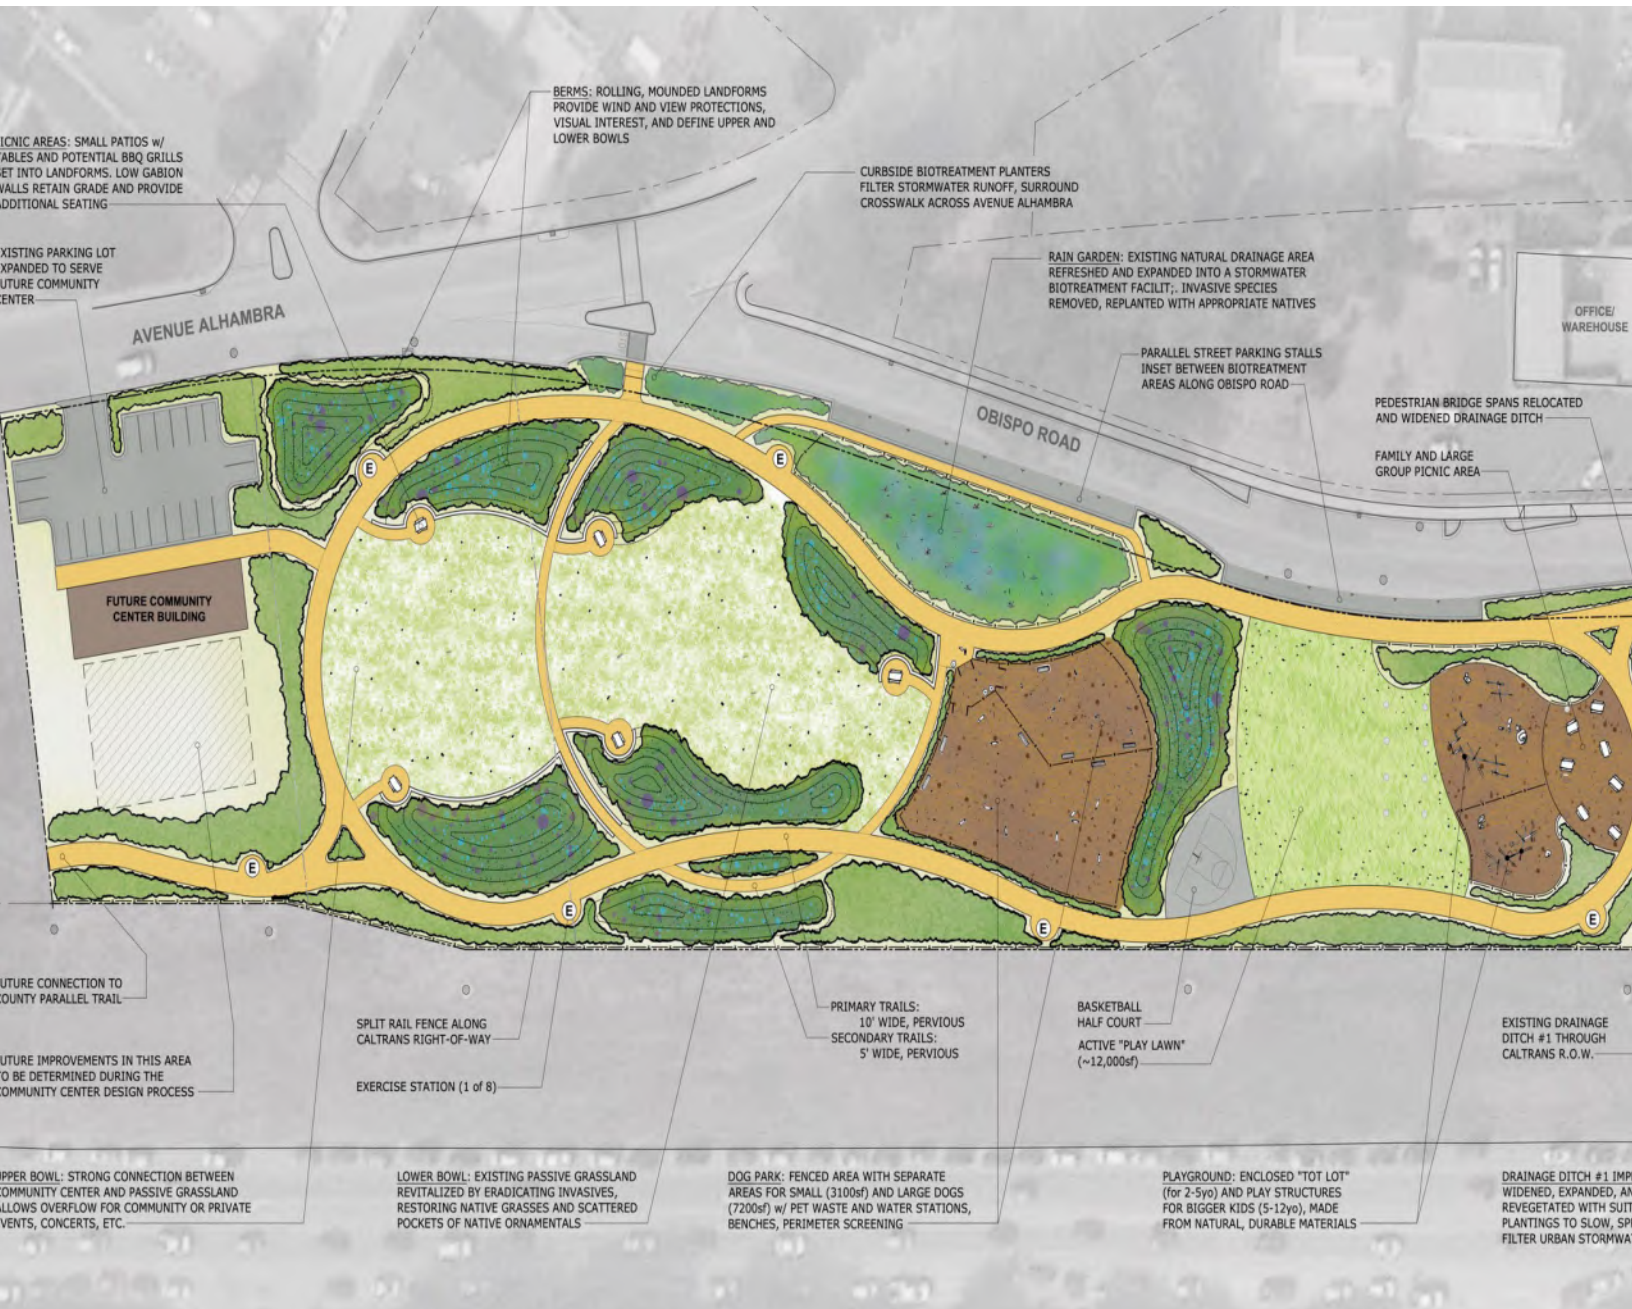 BERMS: ROLLING, MOUNDED LANDFORMS
PROVIDE WIND AND VIEW PROTECTIONS,
VISUAL INTEREST, AND DEFINE UPPER AND
LOWER BOWLS
ICNIC AREAS: SMALL PATIOS w/
TABLES AND POTENTIAL BBQ GRILLS
SET INTO LANDFORMS. LOW GABION
WALLS RETAIN GRADE AND PROVIDE
ADDITIONAL SEATING
CURBSIDE BIOTREATMENT PLANTERS
FILTER STORMWATER RUNOFF, SURROUND
CROSSWALK ACROSS AVENUE ALHAMBRA
XISTING PARKING LOT
XPANDED TO SERVE
UTURE COMMUNITY
CENTER
RAIN GARDEN: EXISTING NATURAL DRAINAGE AREA
REFRESHED AND EXPANDED INTO A STORMWATER
BIOTREATMENT FACILIT;. INVASIVE SPECIES
REMOVED, REPLANTED WITH APPROPRIATE NATIVES
AVENUE ALHAMBRA
OFFICE/
WAREHOUSE
PARALLEL STREET PARKING STALLS
INSET BETWEEN BIOTREATMENT
AREAS ALONG OBISPO ROAD
OBISPO ROAD
PEDESTRIAN BRIDGE SPANS RELOCATED
AND WIDENED DRAINAGE DITCH
FAMILY AND LARGE
GROUP PICNIC AREA
E
E
FUTURE COMMUNITY
CENTER BUILDING
E
E
E
E
UTURE CONNECTION TO
COUNTY PARALLEL TRAIL
SPLIT RAIL FENCE ALONG
CALTRANS RIGHT-OF-WAY
PRIMARY TRAILS:
10' WIDE, PERVIOUS
SECONDARY TRAILS:
5' WIDE, PERVIOUS
BASKETBALL
HALF COURT
ACTIVE "PLAY LAWN"
(~12,000sf)
EXISTING DRAINAGE
DITCH #1 THROUGH
CALTRANS R.O.W.
UTURE IMPROVEMENTS IN THIS AREA
TO BE DETERMINED DURING THE
COMMUNITY CENTER DESIGN PROCESS
EXERCISE STATION (1 of 8)
UPPER BOWL: STRONG CONNECTION BETWEEN
COMMUNITY CENTER AND PASSIVE GRASSLAND
ALLOWS OVERFLOW FOR COMMUNITY OR PRIVATE
VENTS, CONCERTS, ETC.
LOWER BOWL: EXISTING PASSIVE GRASSLAND
REVITALIZED BY ERADICATING INVASIVES,
RESTORING NATIVE GRASSES AND SCATTERED
POCKETS OF NATIVE ORNAMENTALS
DOG PARK: FENCED AREA WITH SEPARATE
AREAS FOR SMALL (3100sf) AND LARGE DOGS
(7200sf) w/ PET WASTE AND WATER STATIONS,
BENCHES, PERIMETER SCREENING
PLAYGROUND: ENCLOSED "TOT LOT"
(for 2-5yo) AND PLAY STRUCTURES
FOR BIGGER KIDS (5-12yo), MADE
FROM NATURAL, DURABLE MATERIALS
DRAINAGE DITCH #1 IMP
WIDENED, EXPANDED, AN
REVEGETATED WITH SUIT
PLANTINGS TO SLOW, SP
FILTER URBAN STORMWA